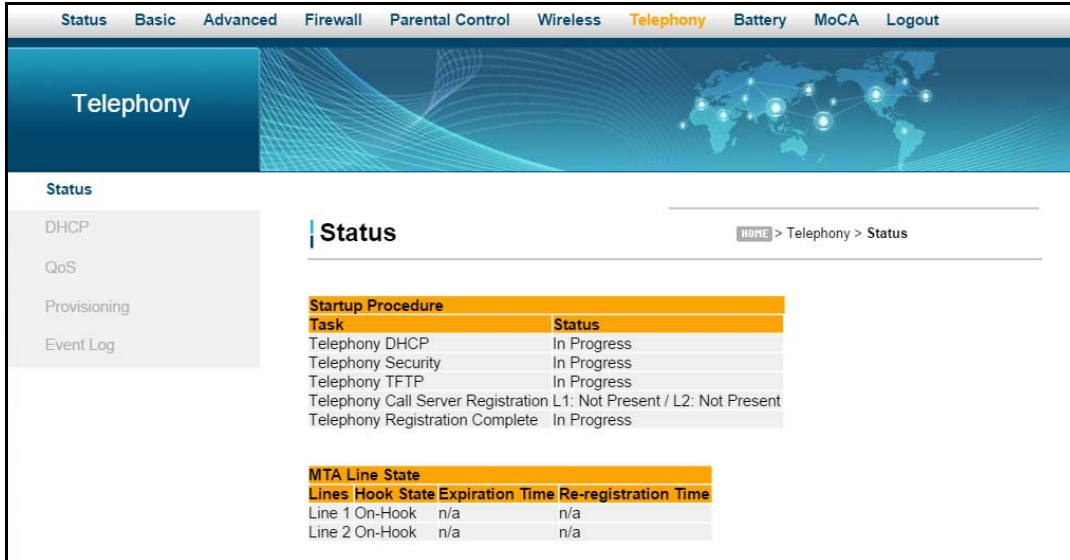 Status Basic Advanced Firewall Parental Control Wireless Telephony Battery MoCA Logout
Telephony
Status
DHCP
QoS
Provisioning
Event Log
Status
HOME > Telephony > Status
Startup Procedure
Task Status
Telephony DHCP In Progress
Telephony Security In Progress
Telephony TFTP In Progress
Telephony Call Server Registration L1: Not Present / L2: Not Present
Telephony Registration Complete In Progress
MTA Line State
Lines Hook State Expiration Time Re-registration Time
Line 1 On-Hook n/a n/a
Line 2 On-Hook n/a n/a